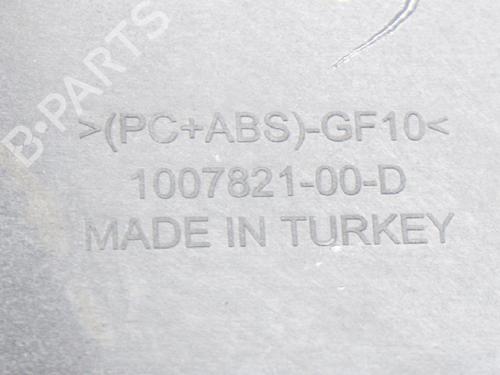 B-PARTS
>(PC+ABS)-GF10<
1007821-00-D
MADE IN TURKEY